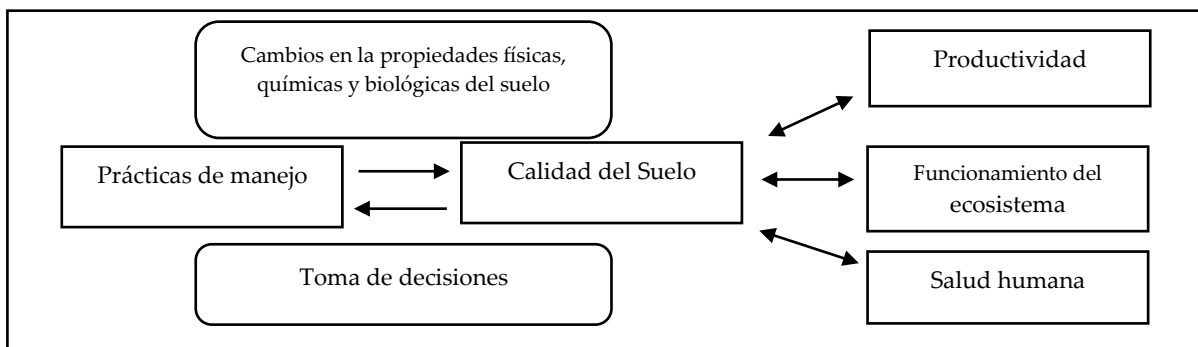 Cambios en la propiedades físicas,
químicas y biológicas del suelo
Productividad
Prácticas de manejo
Calidad del Suelo
Funcionamiento del
ecosistema
Toma de decisiones
Salud humana